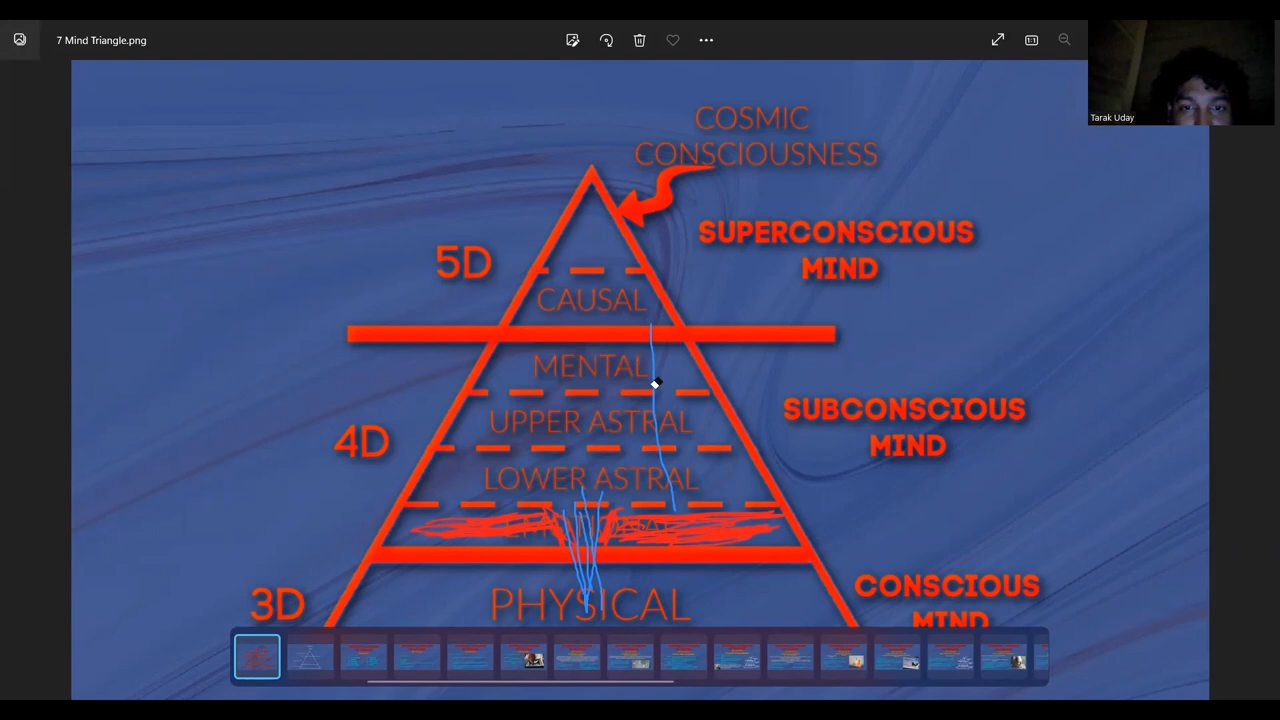 7 Mind Triangle.png
Tarak Uday
COSMIC
CONSCIOUSNESS
SUPERCONSCIOUS
MIND
5D
CAUSAL
MENTAL
SUBCONSCIOUS
MIND
UPPER ASTRAL
4D
LOWER ASTRAL
CONSCIOUS
MIND
3D
PHYSICAL